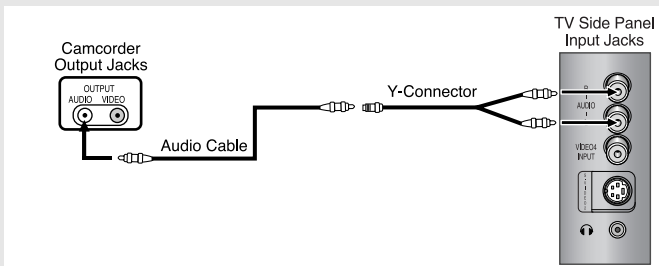 TV Side Panel
Input Jacks
Camcorder
Output Jacks
OUTPUT
AUDIO VIDEO
Y-Connector
Audio Cable
R
AUDIO
L
VIDEO4
INPUT